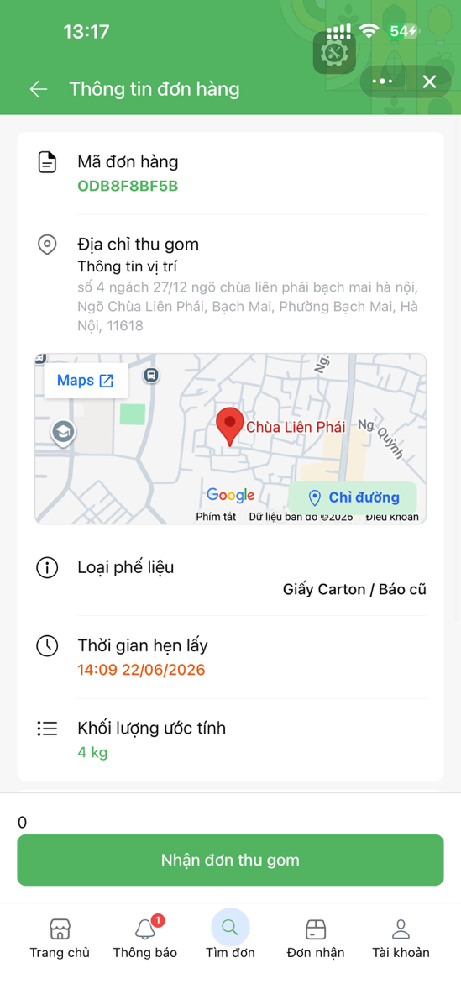 13:17
54
Thông tin đơn hàng
Mã đơn hàng
ODB8F8BF5B
Địa chỉ thu gom
Thông tin vị trí
số 4 ngách 27/12 ngõ chùa liên phái bạch mai hà nội,
Ngõ Chùa Liên Phái, Bạch Mai, Phường Bạch Mai, Hà
Nội, 11618
Maps
Ng.
Chùa Liên Phái
Ng. Quỳnh
Google
Chỉ đường
Phím tắt
Dữ liệu bản đồ ©2026
Điều khoản
Loại phế liệu
Giấy Carton / Báo cũ
Thời gian hẹn lấy
14:09 22/06/2026
Khối lượng ước tính
4 kg
0
Nhận đơn thu gom
1
Trang chủ
Thông báo
Tìm đơn
Đơn nhận
Tài khoản